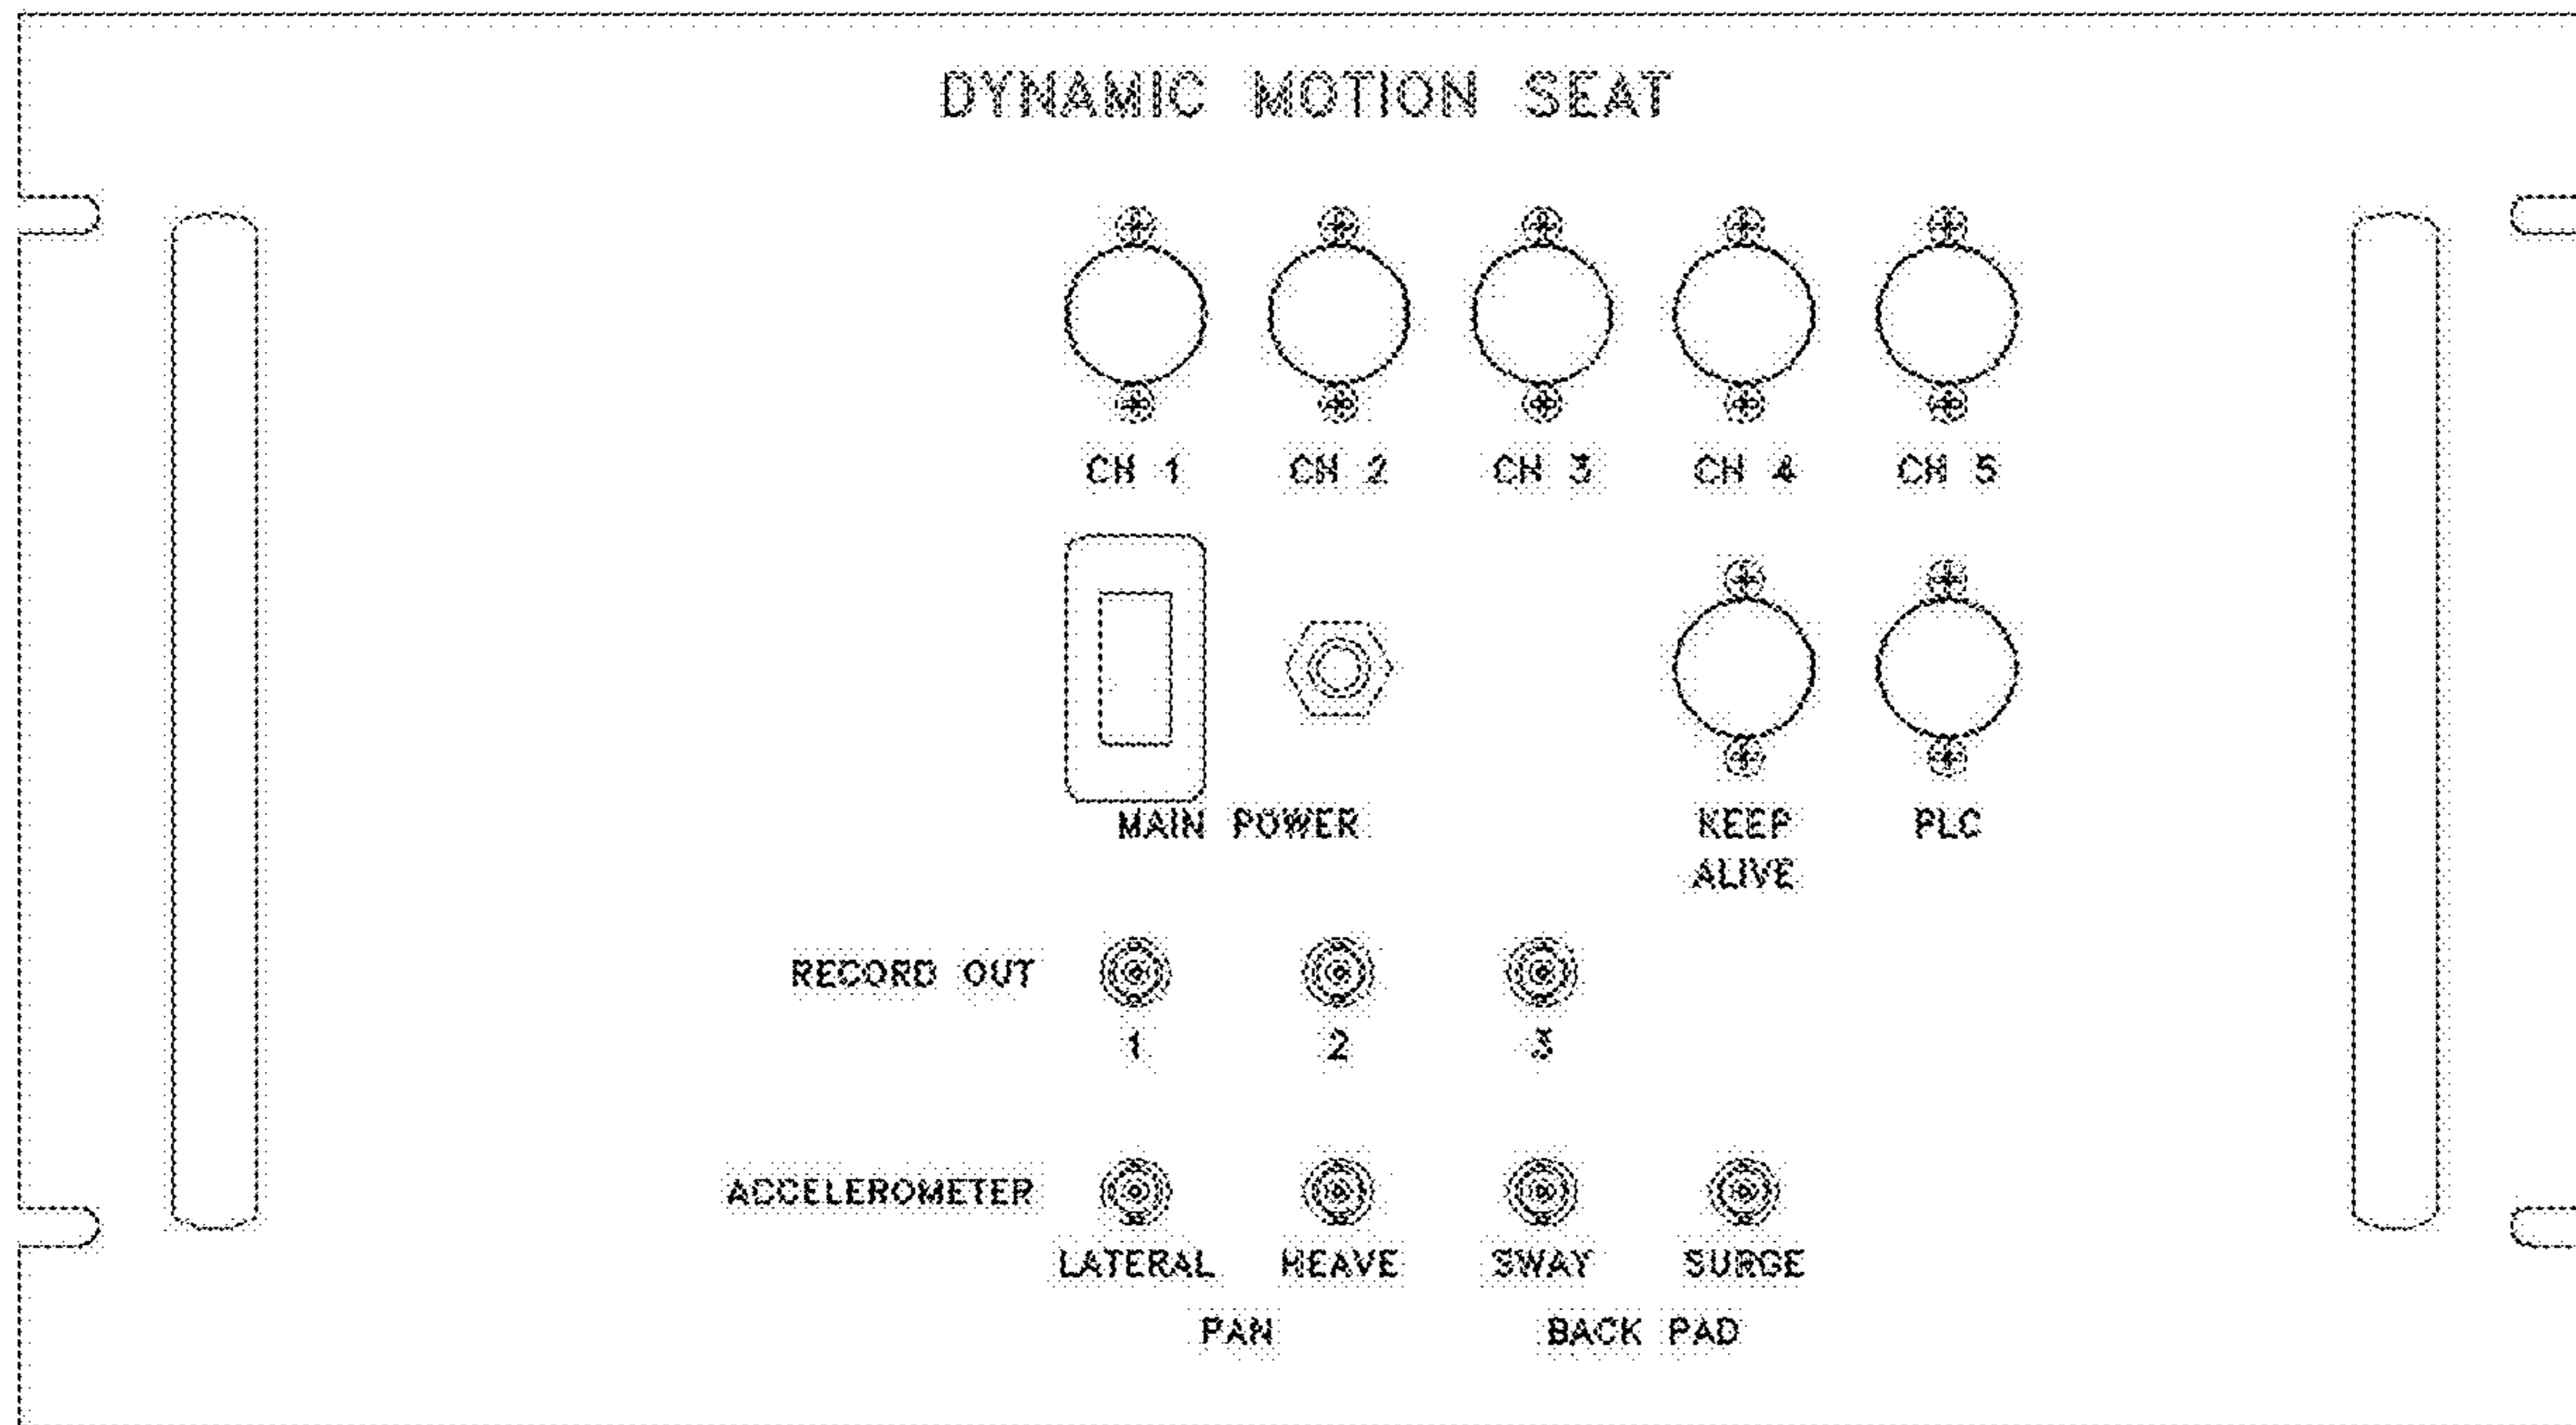 DYNAMIC MOTION SEAT
CH 1 CH 2 CH 3 CH 4 CH 5
MAIN POWER KEEP PLC
ALIVE
RECORD OUT
1 2 3
ACCELEROMETER
LATERAL HEAVE SWAY SURGE
PAN BACK PAD